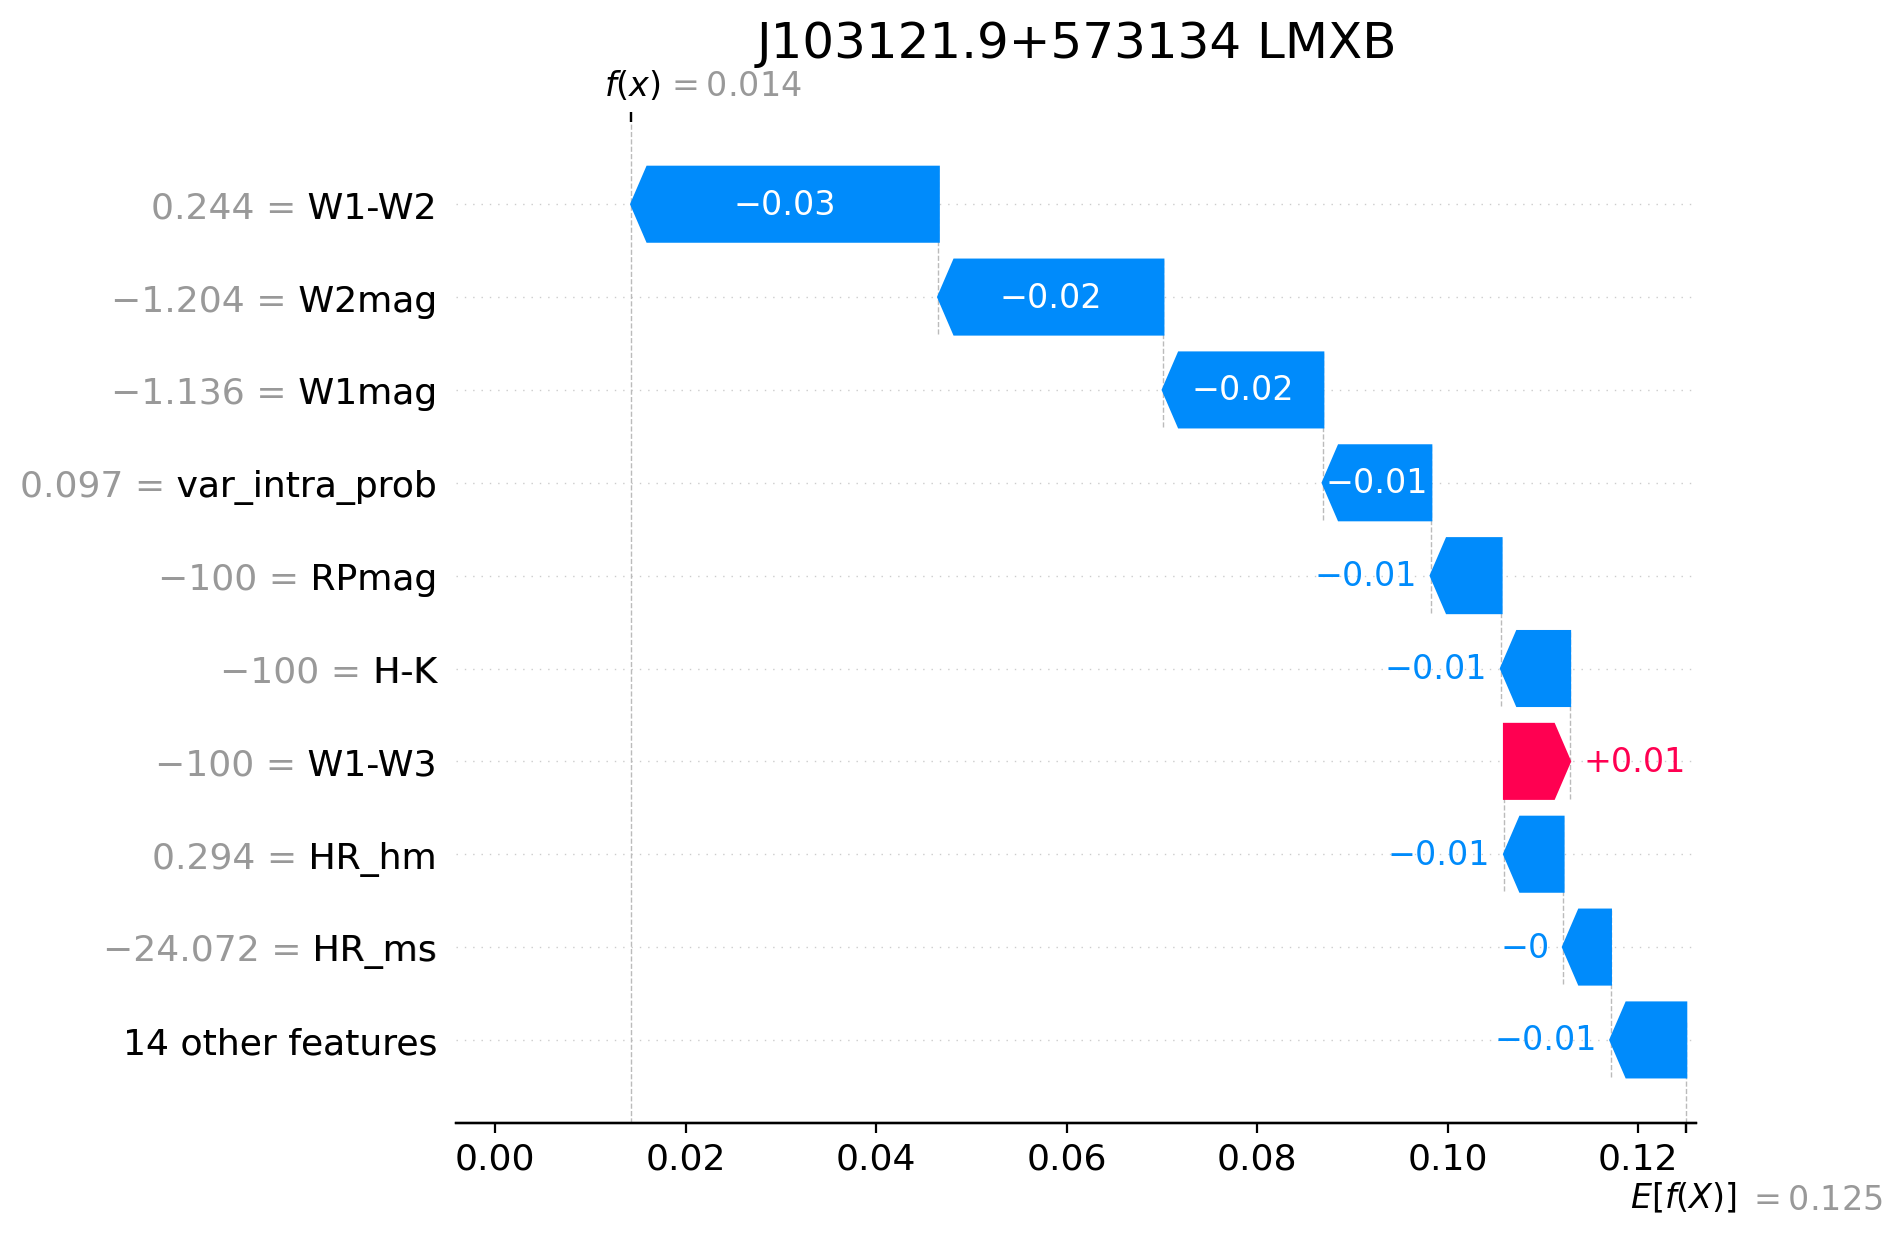 J103121.9+573134 LMXB
f(x) = 0.014
0.244 = W1-W2
−0.03
−1.204 = W2mag
−0.02
−1.136 = W1mag
−0.02
0.097 = var_intra_prob
−0.01
−100 = RPmag
−0.01
−100 = H-K
−0.01
−100 = W1-W3
+0.01
0.294 = HR_hm
−0.01
−24.072 = HR_ms
−0
14 other features
−0.01
0.00 0.02 0.04 0.06 0.08 0.10 0.12
E[f(X)] = 0.125